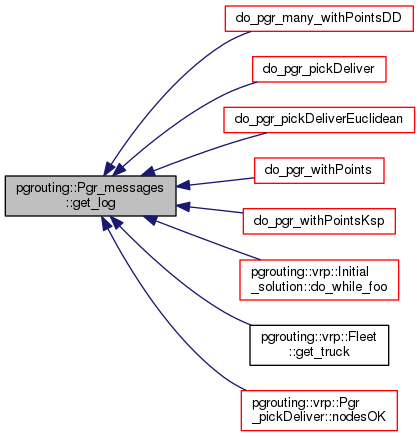 do_pgr_many_withPointsDD
do_pgr_pickDeliver
do_pgr_pickDeliverEuclidean
do_pgr_withPoints
pgrouting::Pgr_messages
::get_log
do_pgr_withPointsKsp
pgrouting::vrp::Initial
_solution::do_while_foo
pgrouting::vrp::Fleet
::get_truck
pgrouting::vrp::Pgr
_pickDeliver::nodesOK